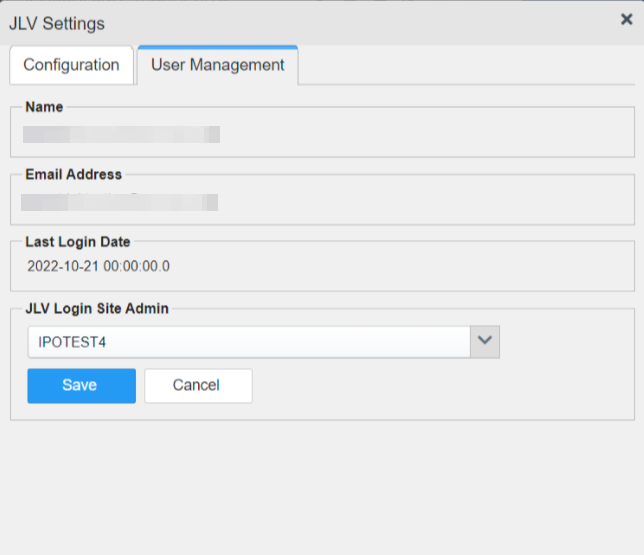 JLV Settings
Configuration
User Management
Name
Email Address
Last Login Date
2022-10-21 00:00:00.0
JLV Login Site Admin
IPOTEST4
Save
Cancel